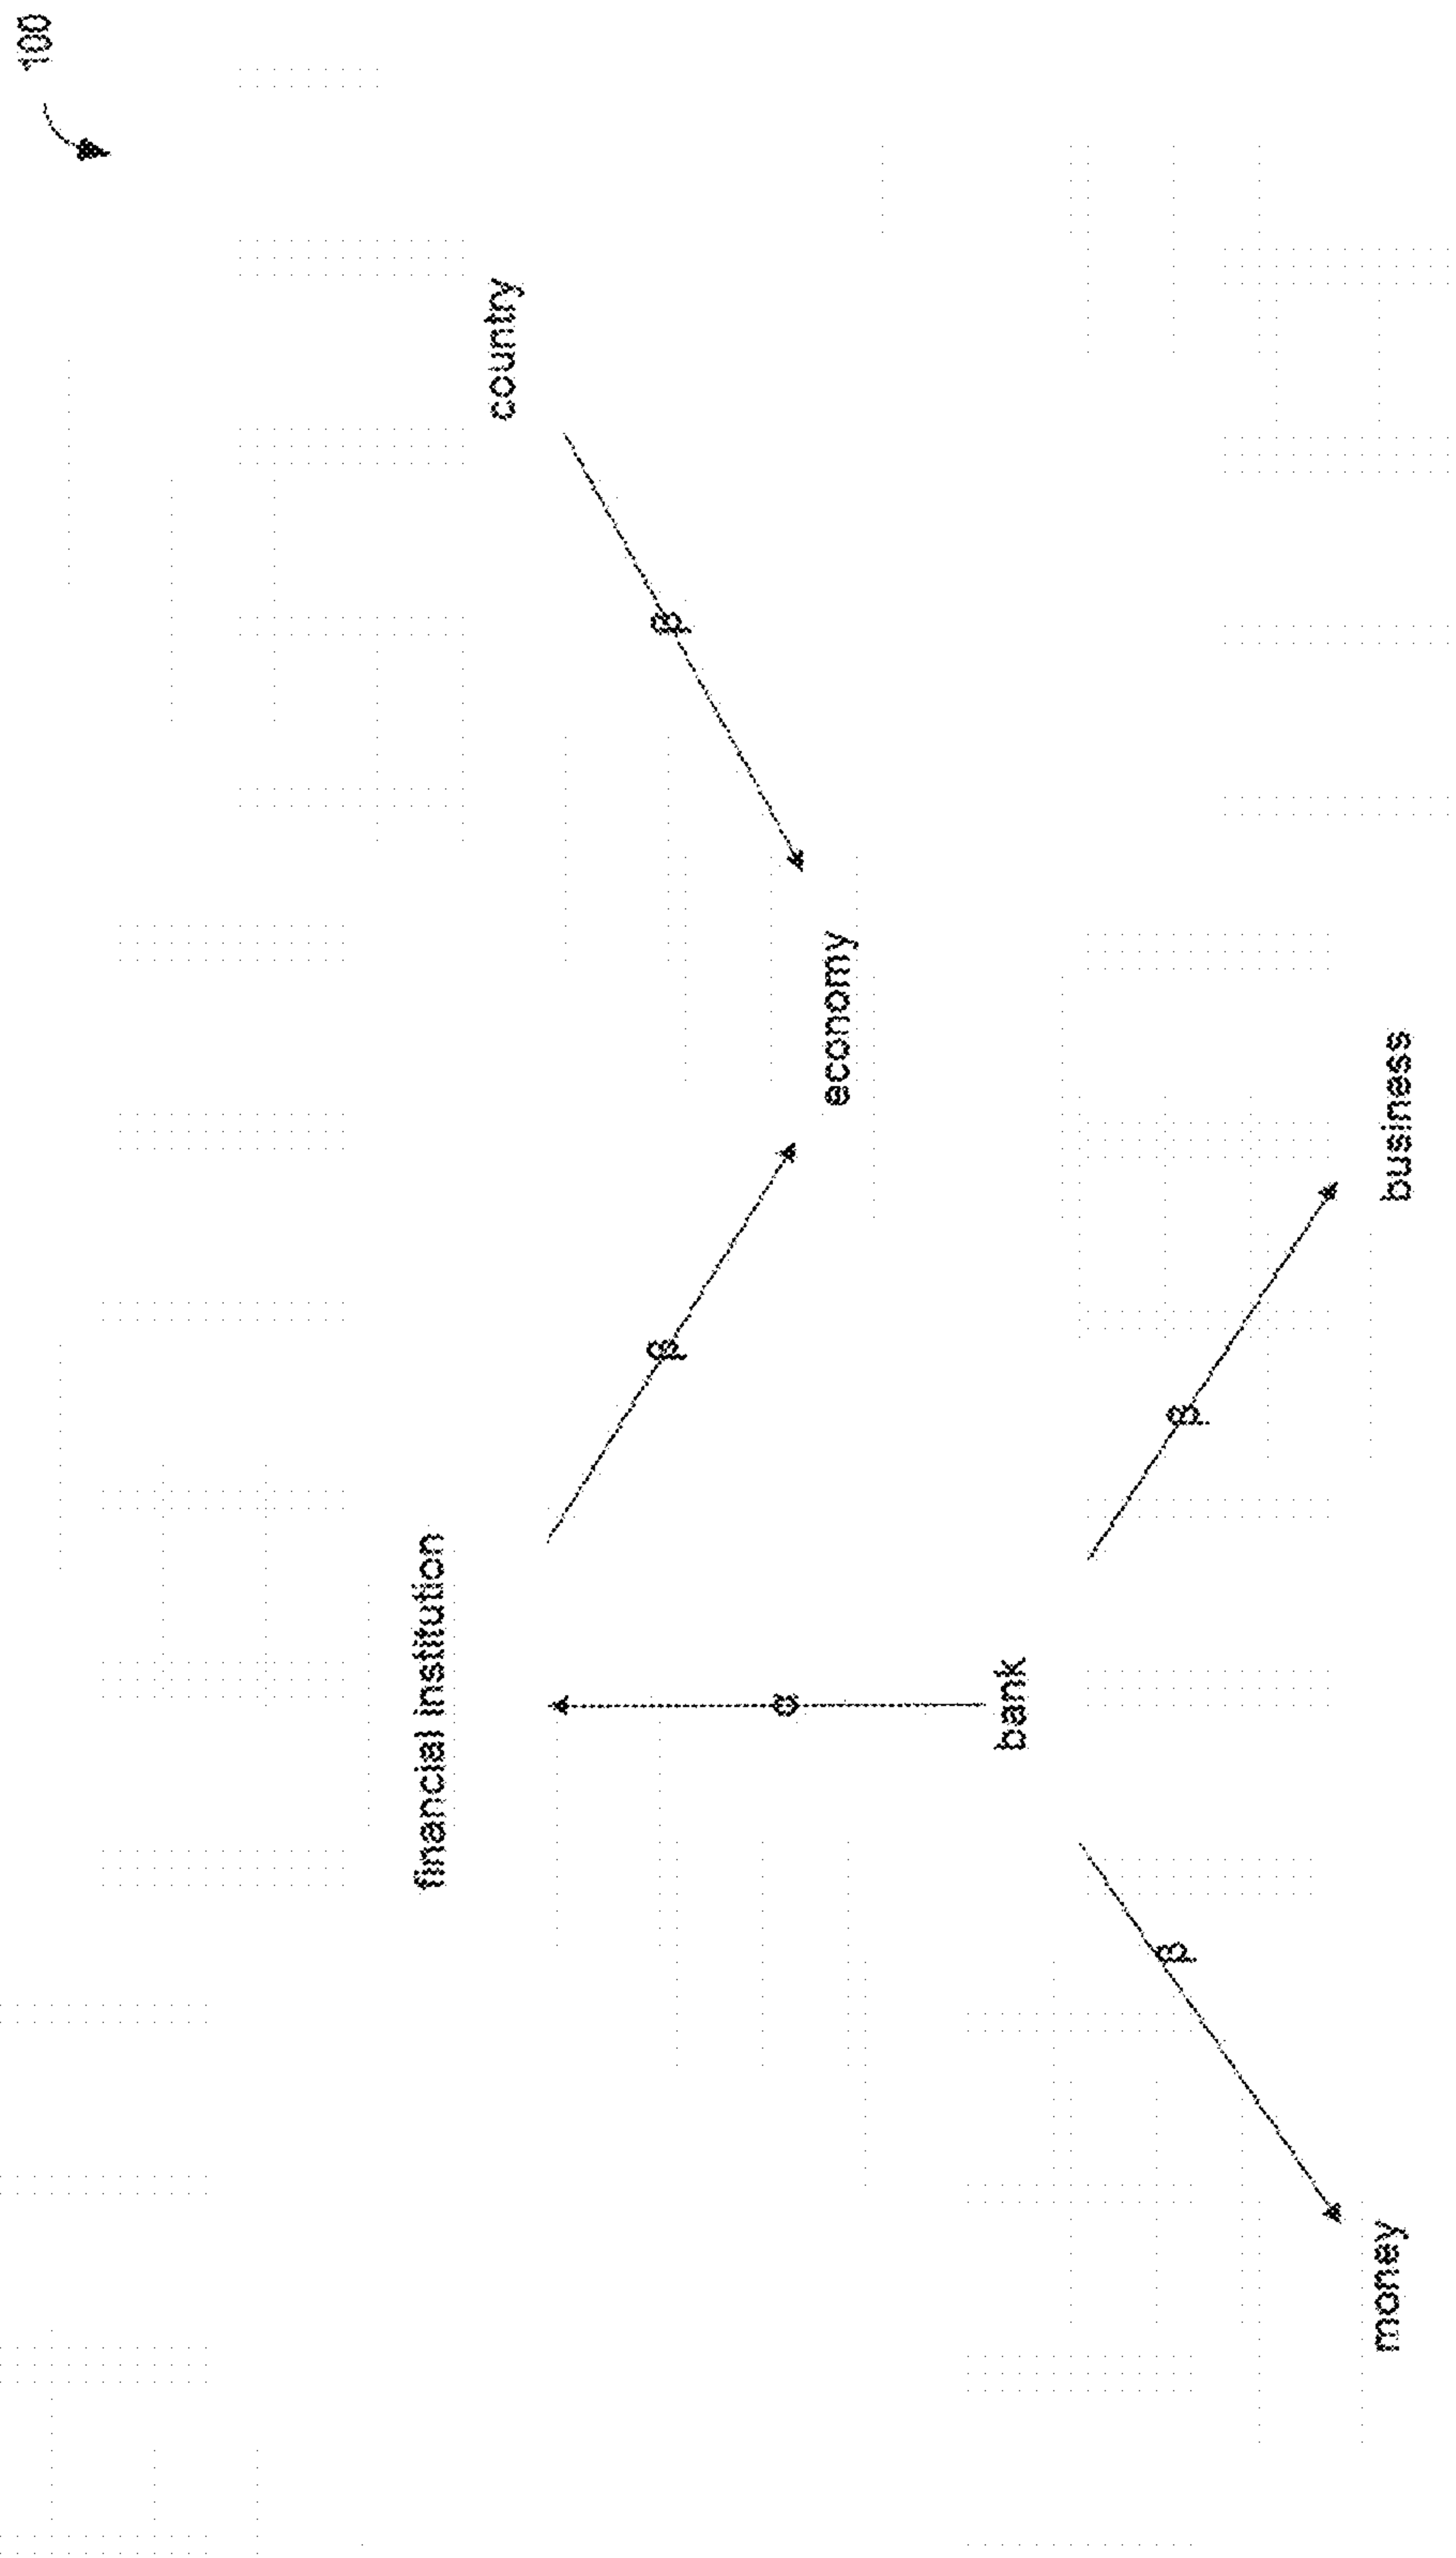 100
financial institution
country
β
β
α
economy
bank
β
β
money
business